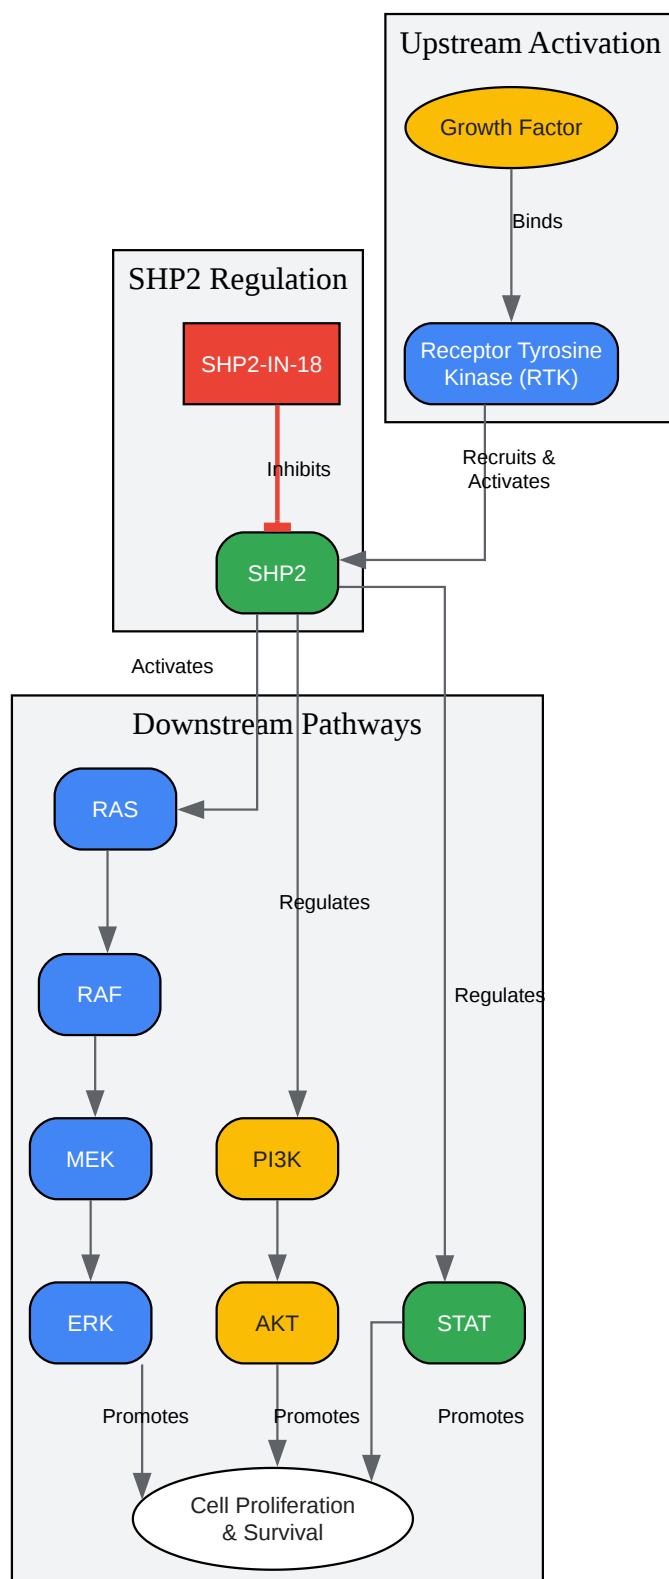 Upstream Activation
Growth Factor
Binds
SHP2 Regulation
SHP2-IN-18
Receptor Tyrosine
Kinase (RTK)
Inhibits
Recruits &
Activates
SHP2
Activates
Downstream Pathways
RAS
Regulates
RAF
Regulates
MEK
PI3K
ERK
AKT
STAT
Promotes
Promotes
Promotes
Cell Proliferation
& Survival